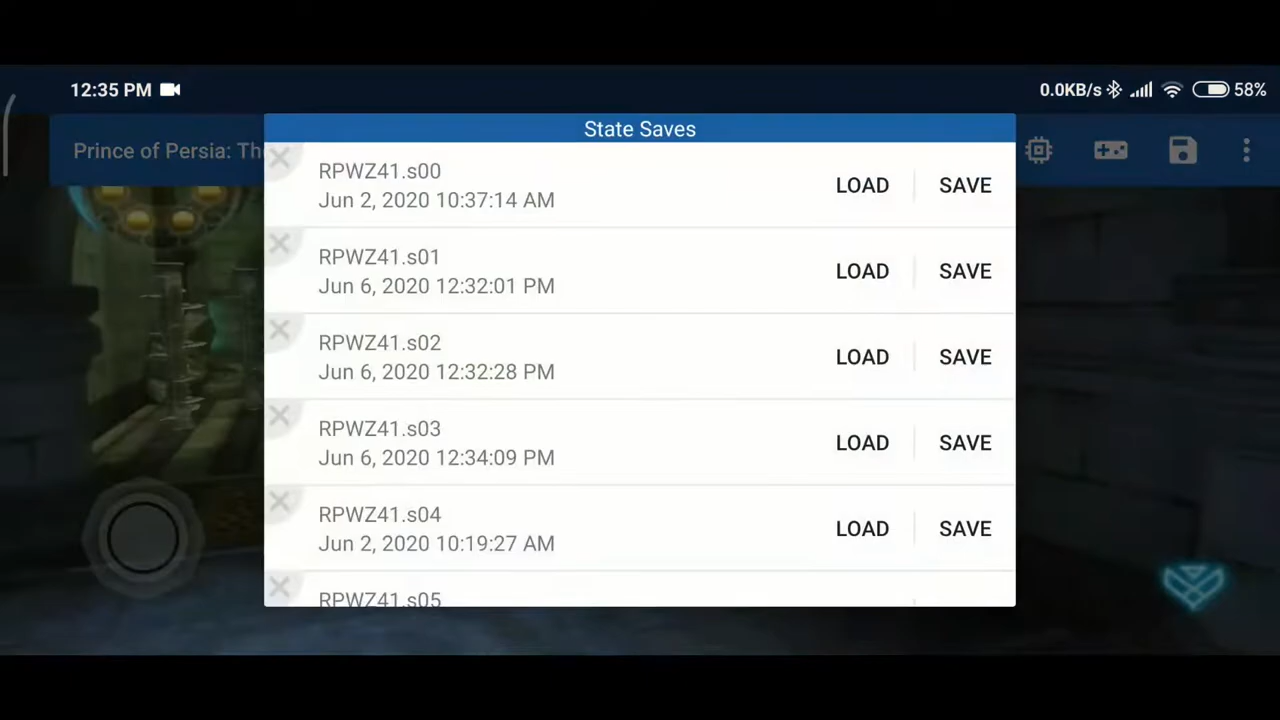 12:35 PM
0.0KB/s
58%
Prince of Persia: Th
State Saves
RPWZ41.s00
Jun 2, 2020 10:37:14 AM
LOAD
SAVE
RPWZ41.s01
Jun 6, 2020 12:32:01 PM
LOAD
SAVE
RPWZ41.s02
Jun 6, 2020 12:32:28 PM
LOAD
SAVE
RPWZ41.s03
Jun 6, 2020 12:34:09 PM
LOAD
SAVE
RPWZ41.s04
Jun 2, 2020 10:19:27 AM
LOAD
SAVE
RPWZ41.s05